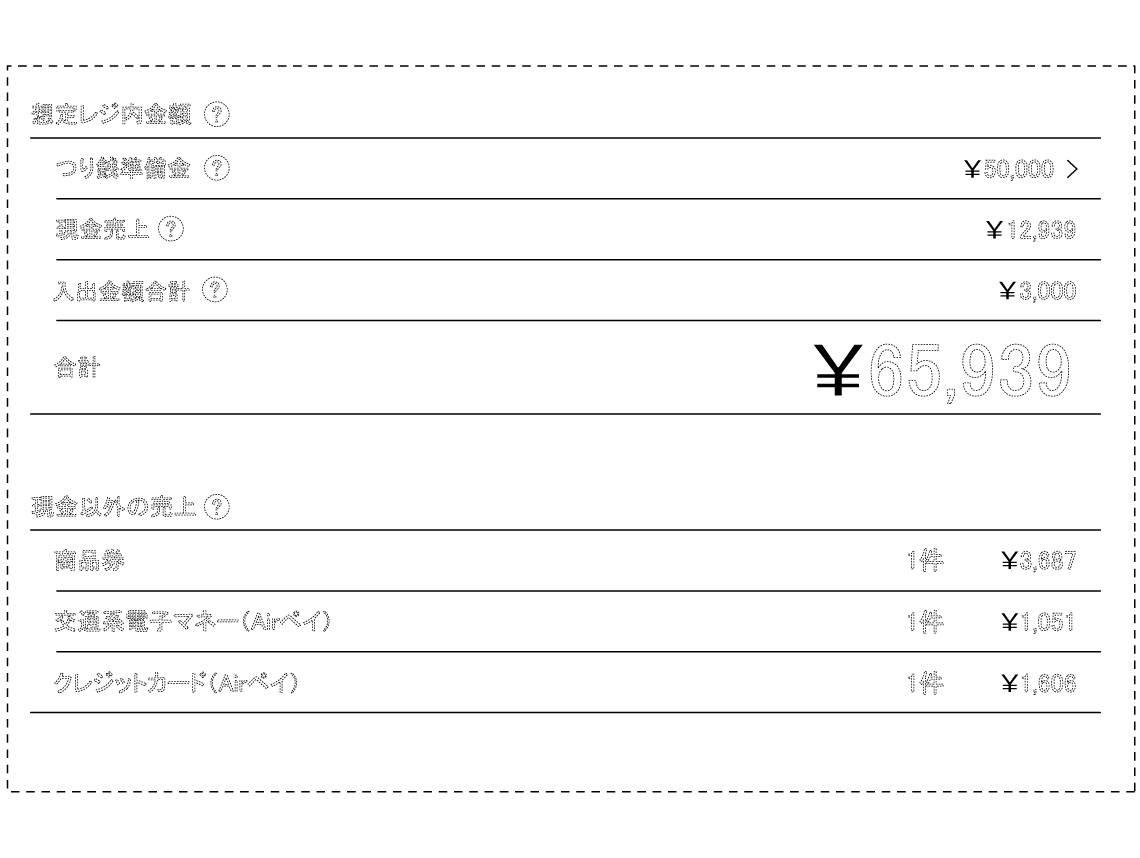 想定レジ内金額 ?
つり銭準備金 ? ¥50,000 >
現金売上 ? ¥12,939
入出金額合計 ? ¥3,000
合計 ¥65,939
現金以外の売上 ?
商品券 1件 ¥3,687
交通系電子マネー(Airペイ) 1件 ¥1,051
クレジットカード(Airペイ) 1件 ¥1,606